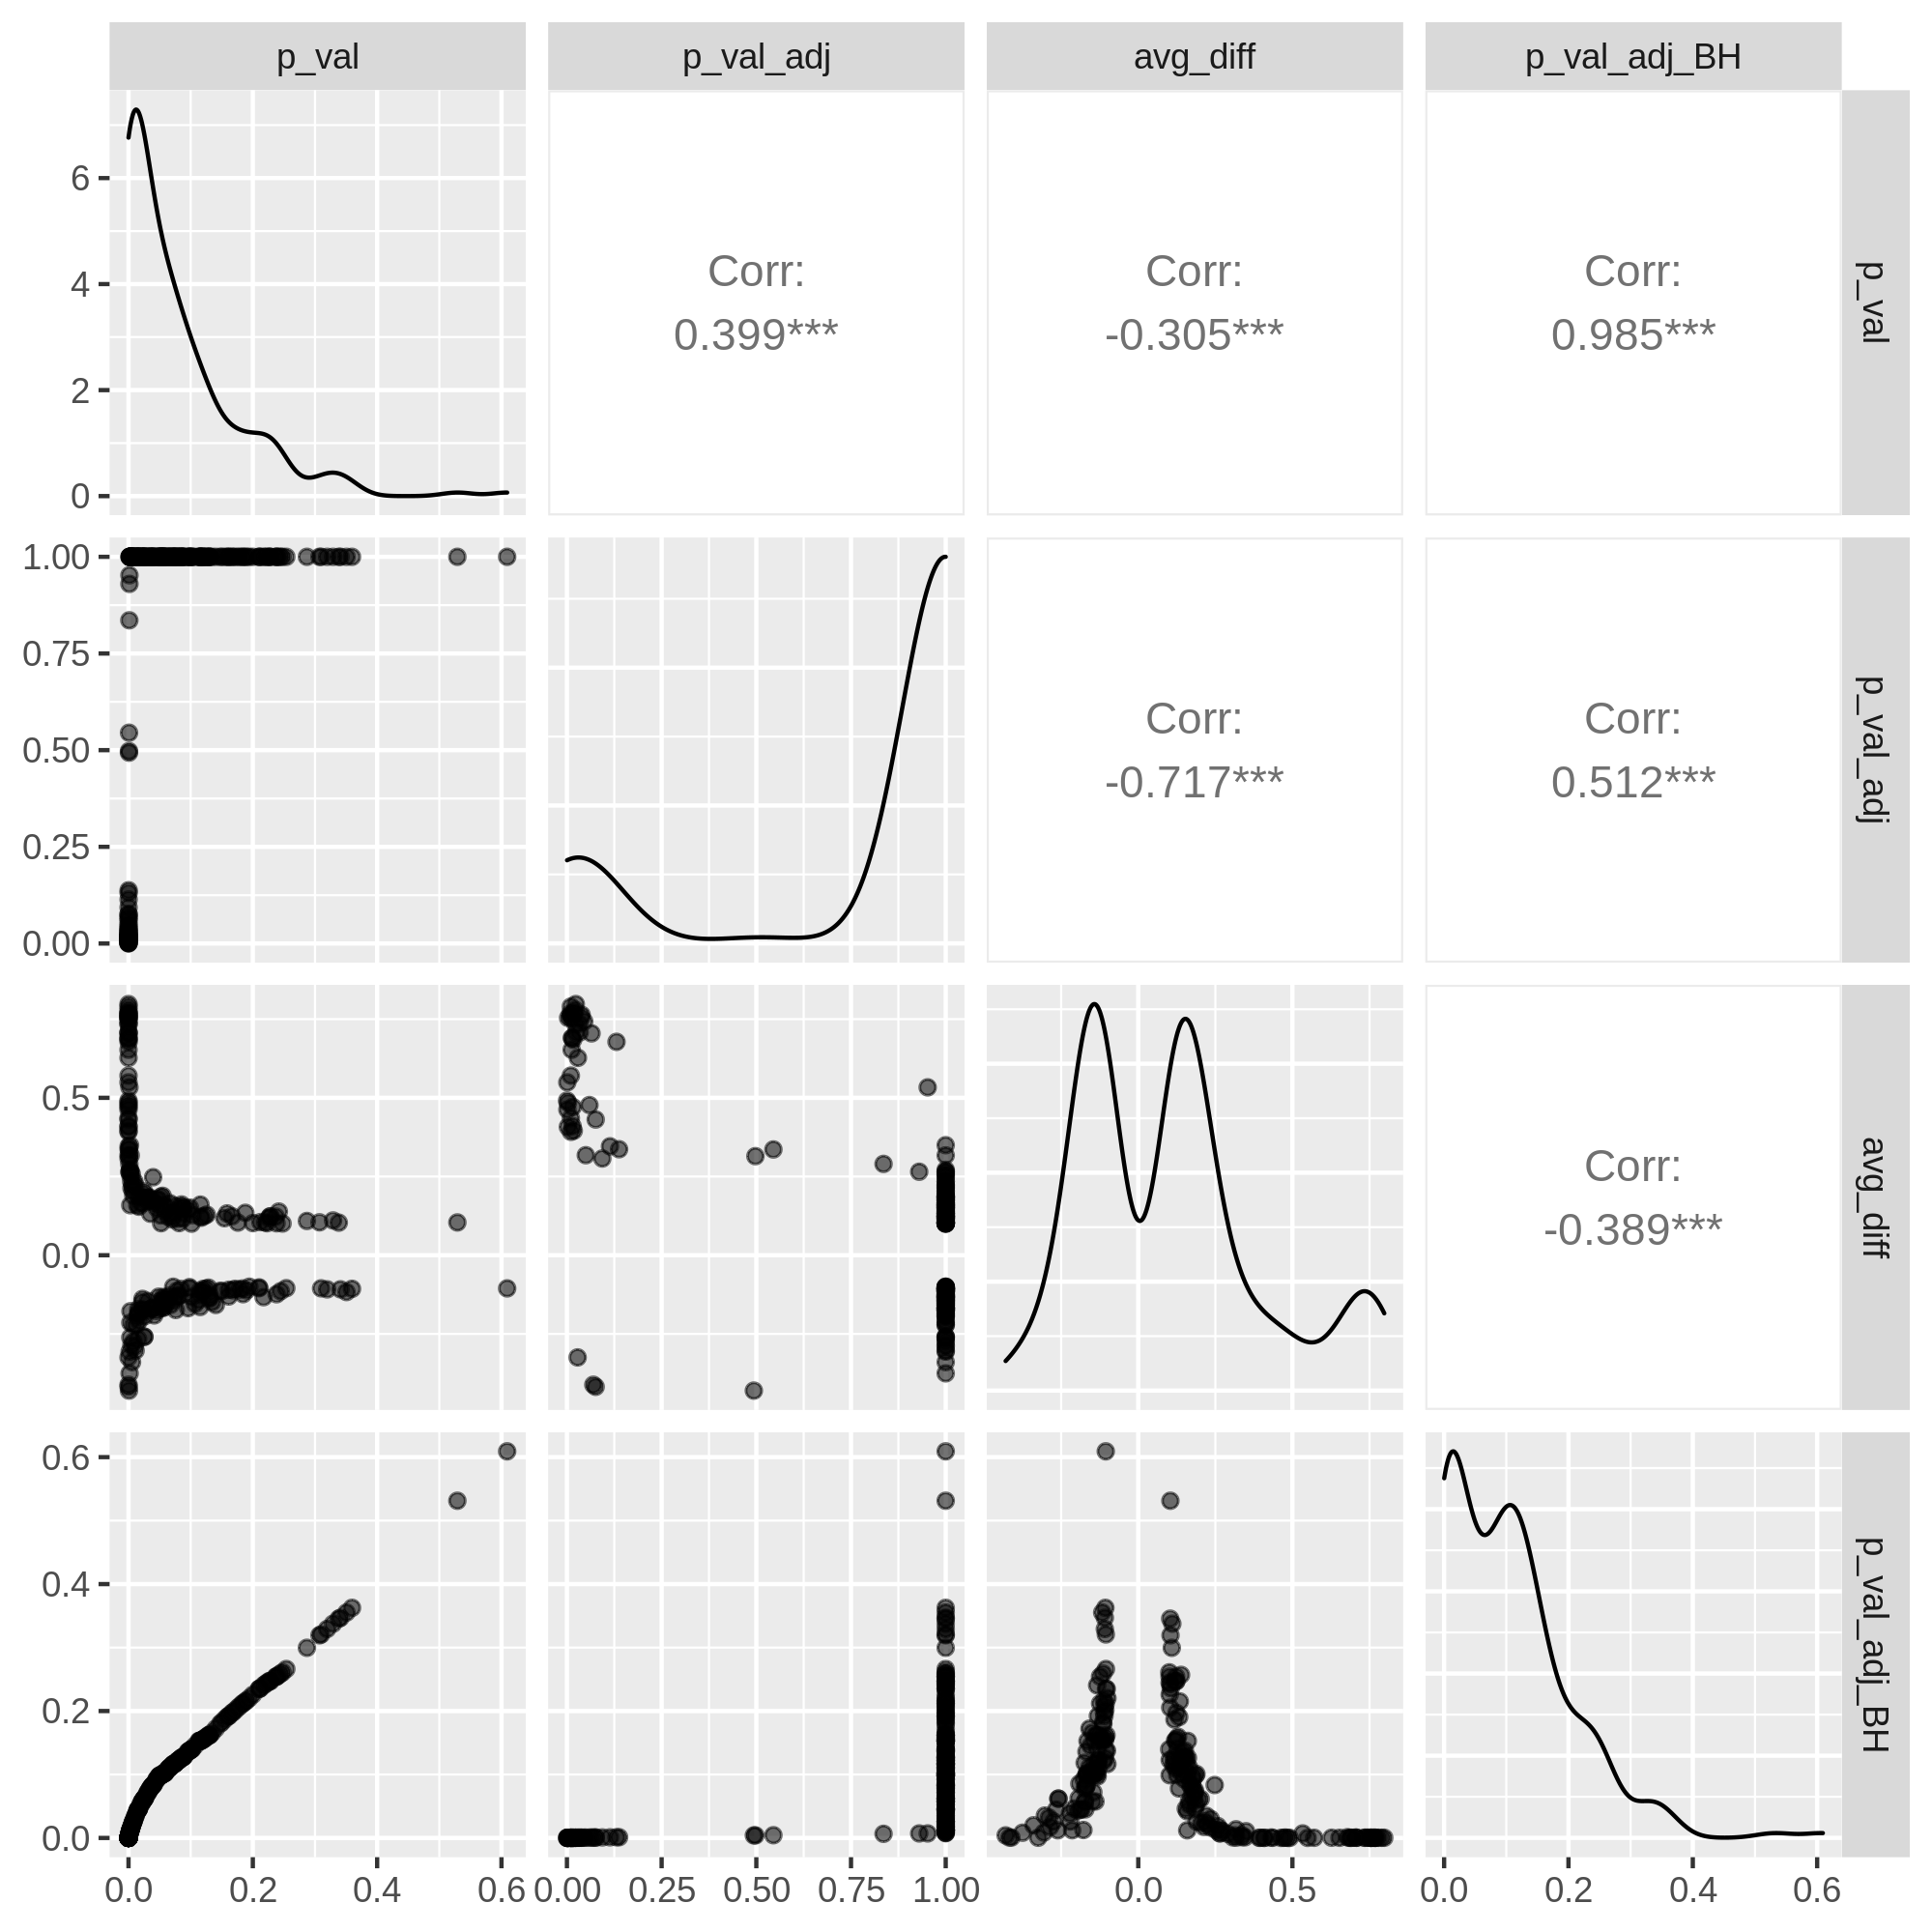 p_val p_val_adj avg_diff p_val_adj_BH
6
4
2
0
Corr:
0.399***
Corr:
-0.305***
Corr:
0.985***
p_val
1.00
0.75
0.50
0.25
0.00
Corr:
-0.717***
Corr:
0.512***
p_val_adj
0.5
0.0
Corr:
-0.389***
avg_diff
0.6
0.4
0.2
0.0
p_val_adj_BH
0.0 0.2 0.4 0.6 0.00 0.25 0.50 0.75 1.00 0.0 0.5 0.0 0.2 0.4 0.6